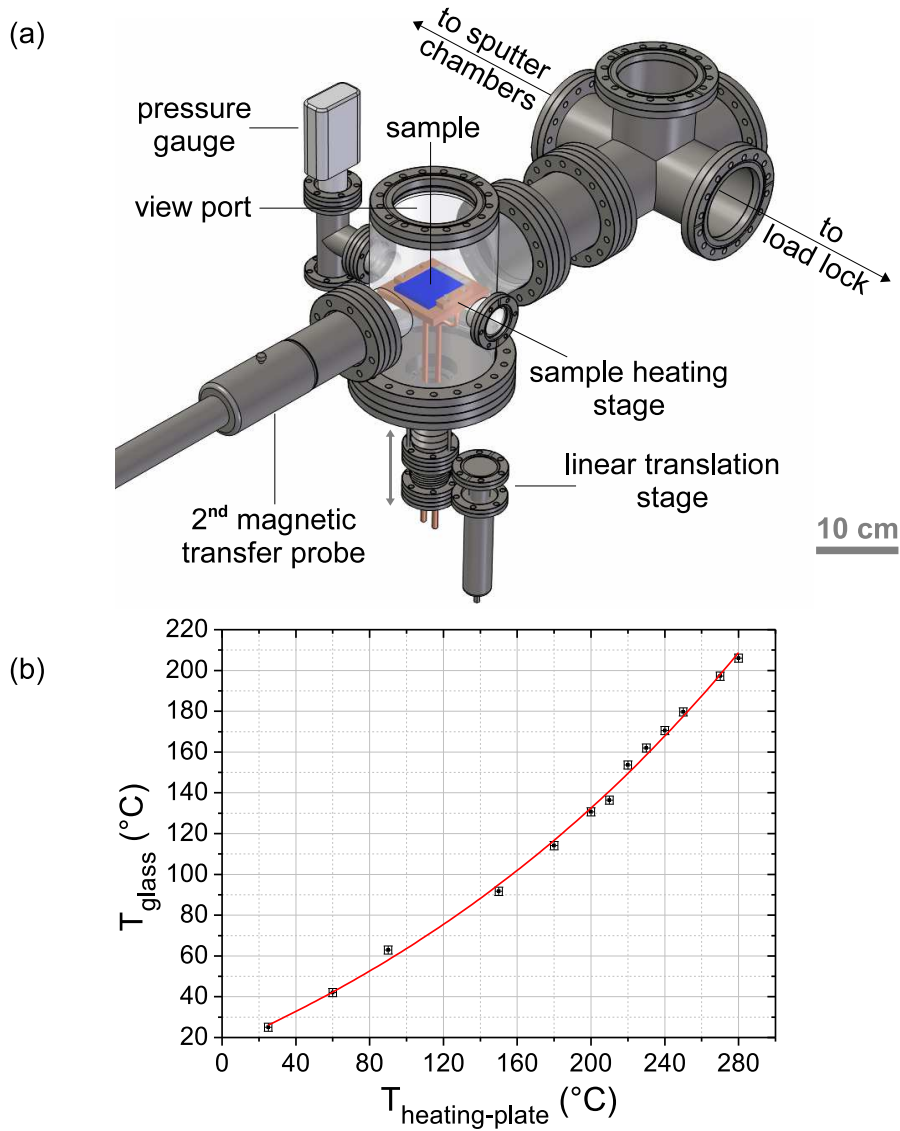 (a)
to sputter
chambers
pressure
gauge
sample
view port
to
load lock
sample heating
stage
linear translation
stage
2nd magnetic
transfer probe
10 cm
(b)
220
200
180
160
140
120
100
80
60
40
20
0 40 80 120 160 200 240 280
Tglass (°C)
Theating-plate (°C)